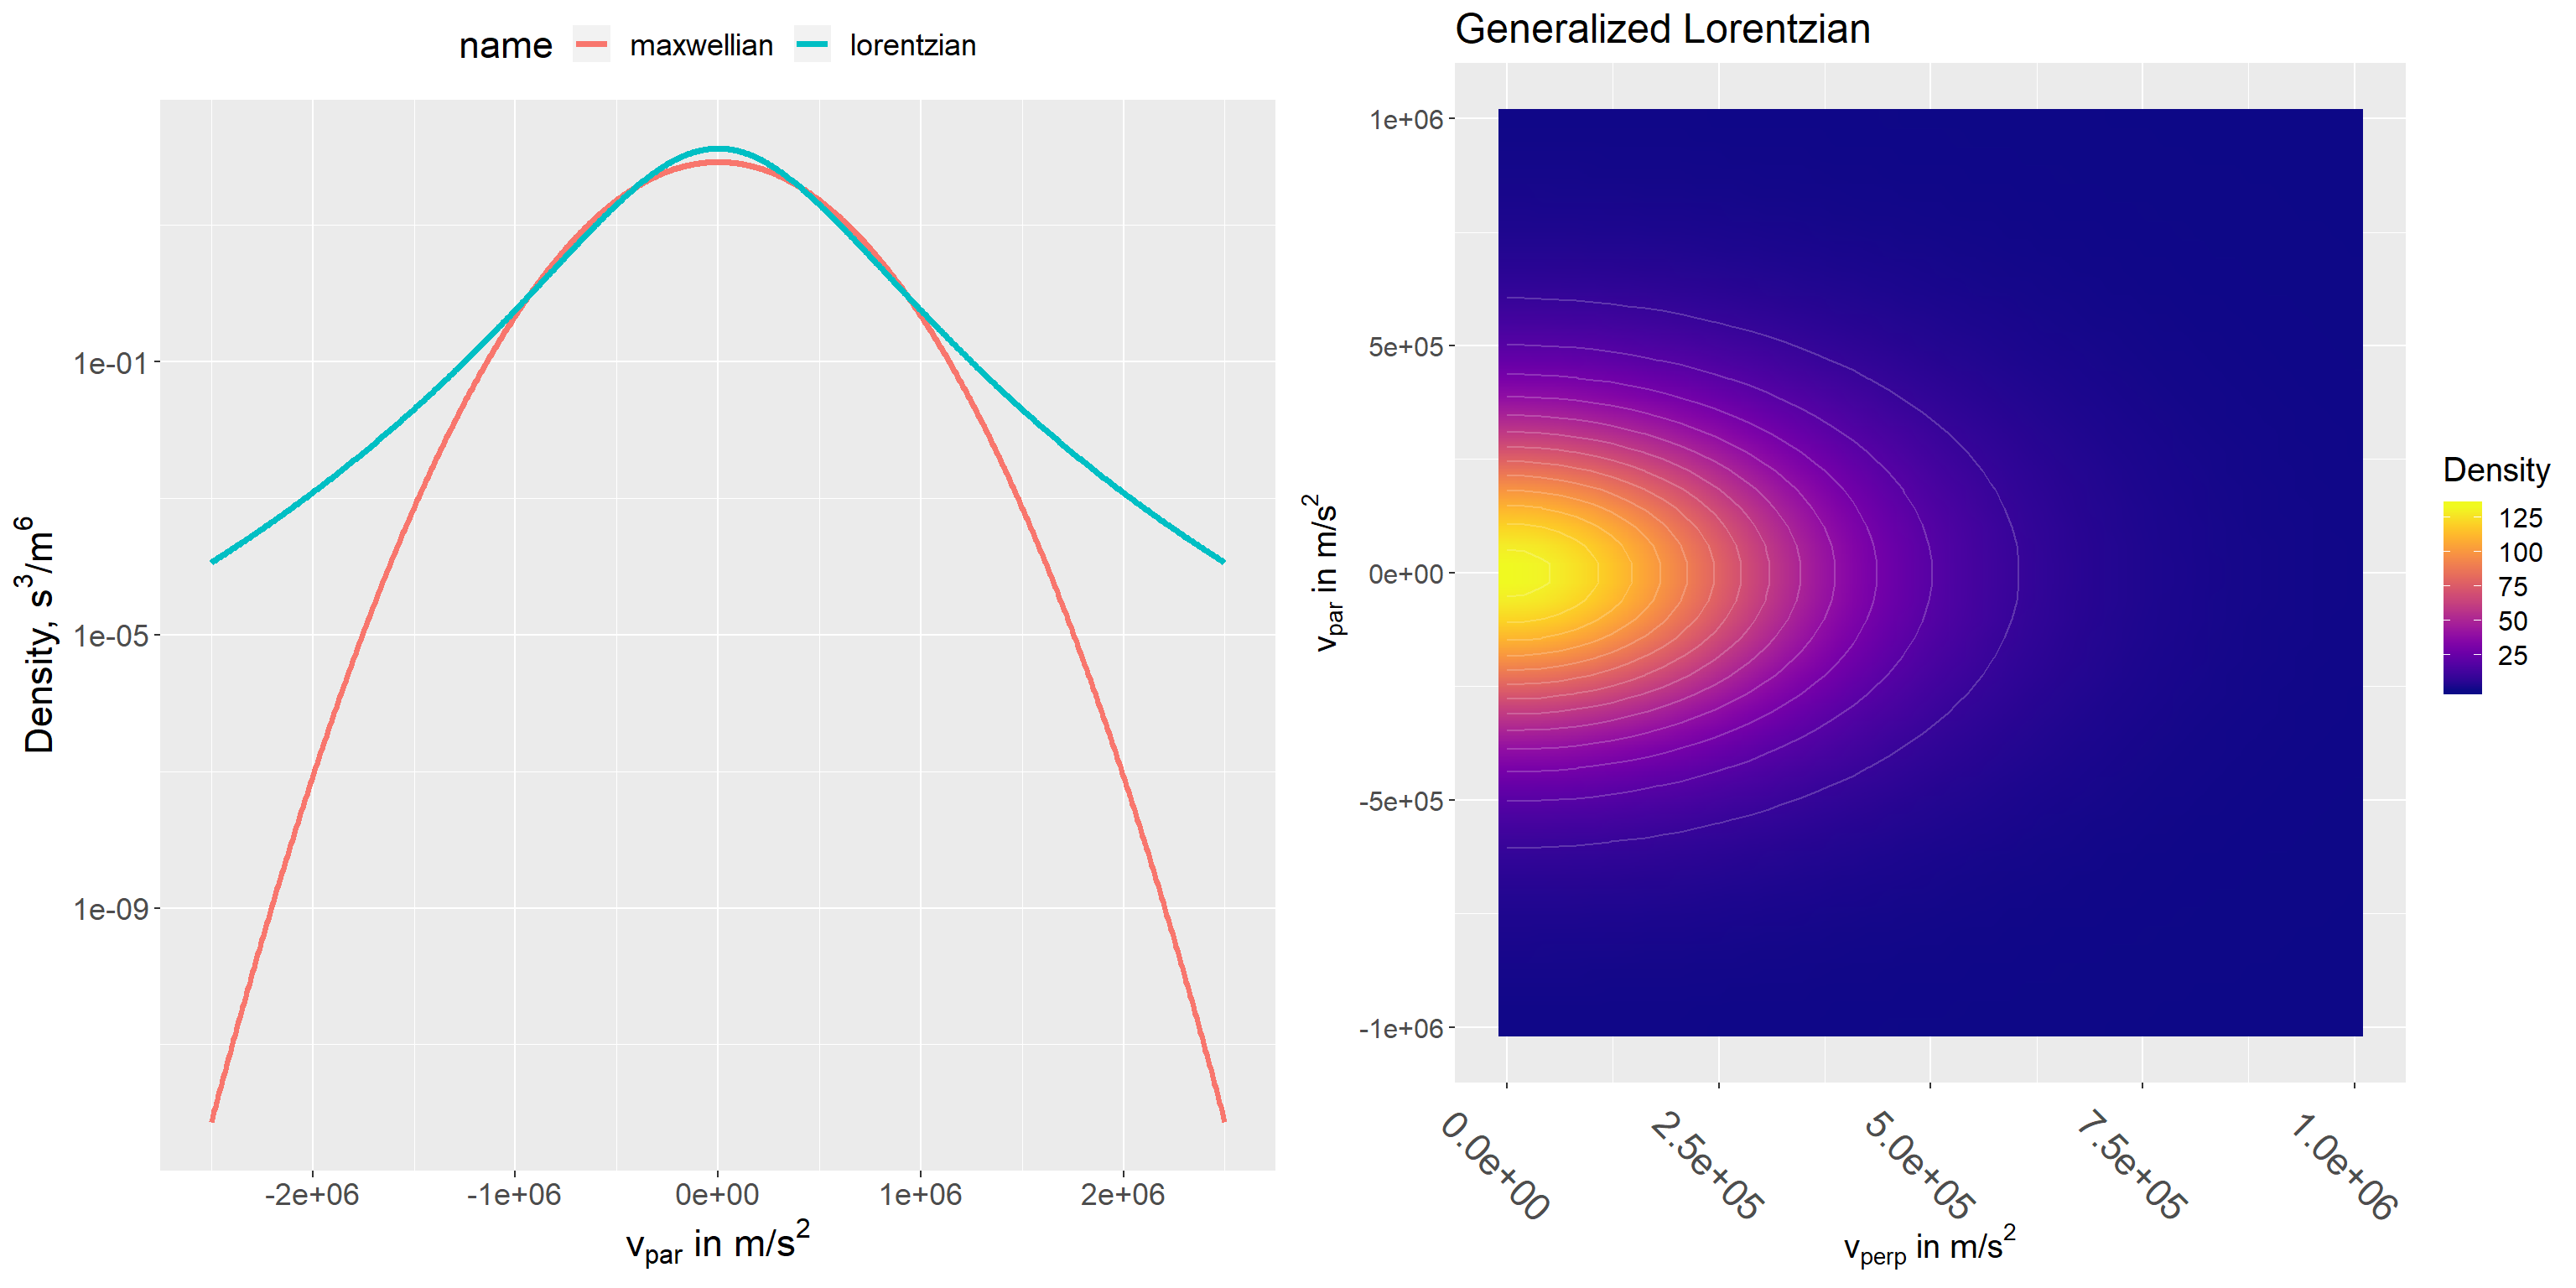 name maxwellian lorentzian
1e-01
1e-05
1e-09
Density, s³/m⁶
-2e+06 -1e+06 0e+00 1e+06 2e+06
v_par in m/s²
Generalized Lorentzian
1e+06
5e+05
0e+00
-5e+05
-1e+06
v_par in m/s²
0.0e+00 2.5e+05 5.0e+05 7.5e+05 1.0e+06
v_perp in m/s²
Density
125
100
75
50
25